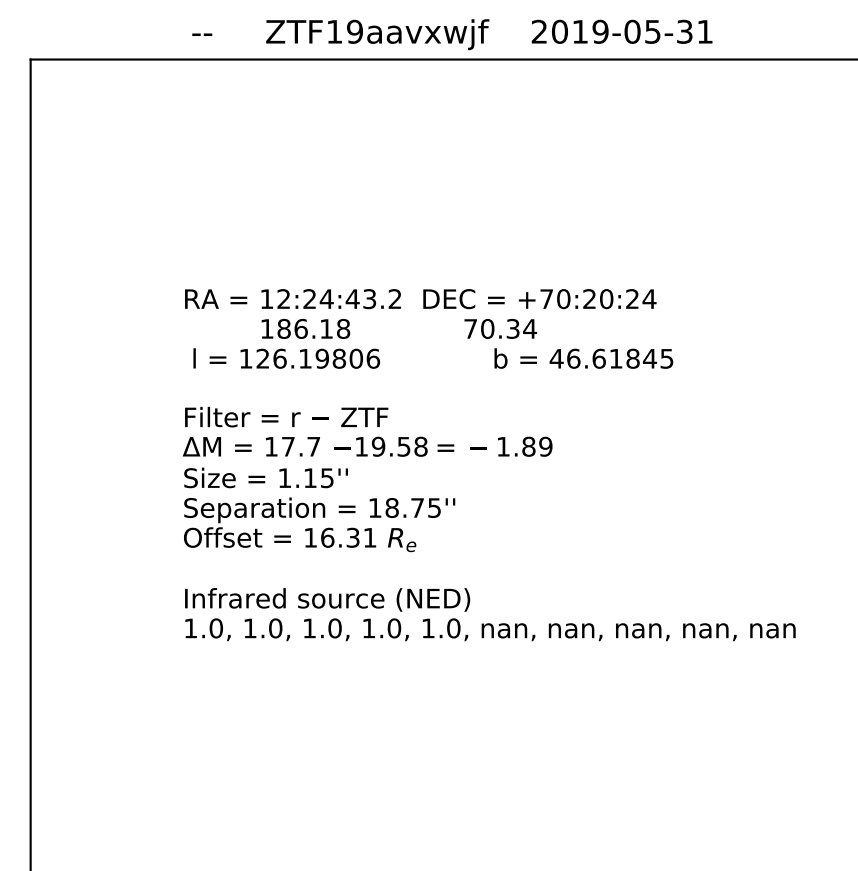 -- ZTF19aavxwjf 2019-05-31
RA = 12:24:43.2 DEC = +70:20:24
186.18 70.34
l = 126.19806 b = 46.61845
Filter = r − ZTF
ΔM = 17.7 −19.58 = − 1.89
Size = 1.15''
Separation = 18.75''
Offset = 16.31 Re
Infrared source (NED)
1.0, 1.0, 1.0, 1.0, 1.0, nan, nan, nan, nan, nan